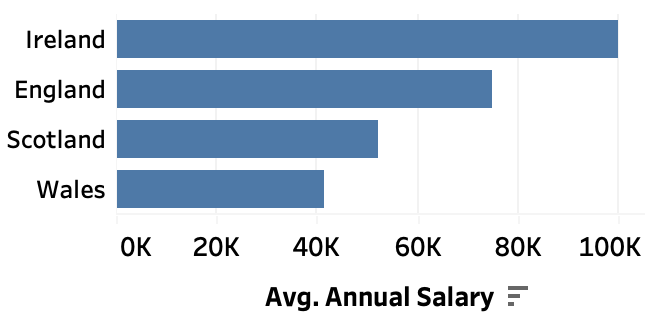 Ireland
England
Scotland
Wales
0K 20K 40K 60K 80K 100K
Avg. Annual Salary